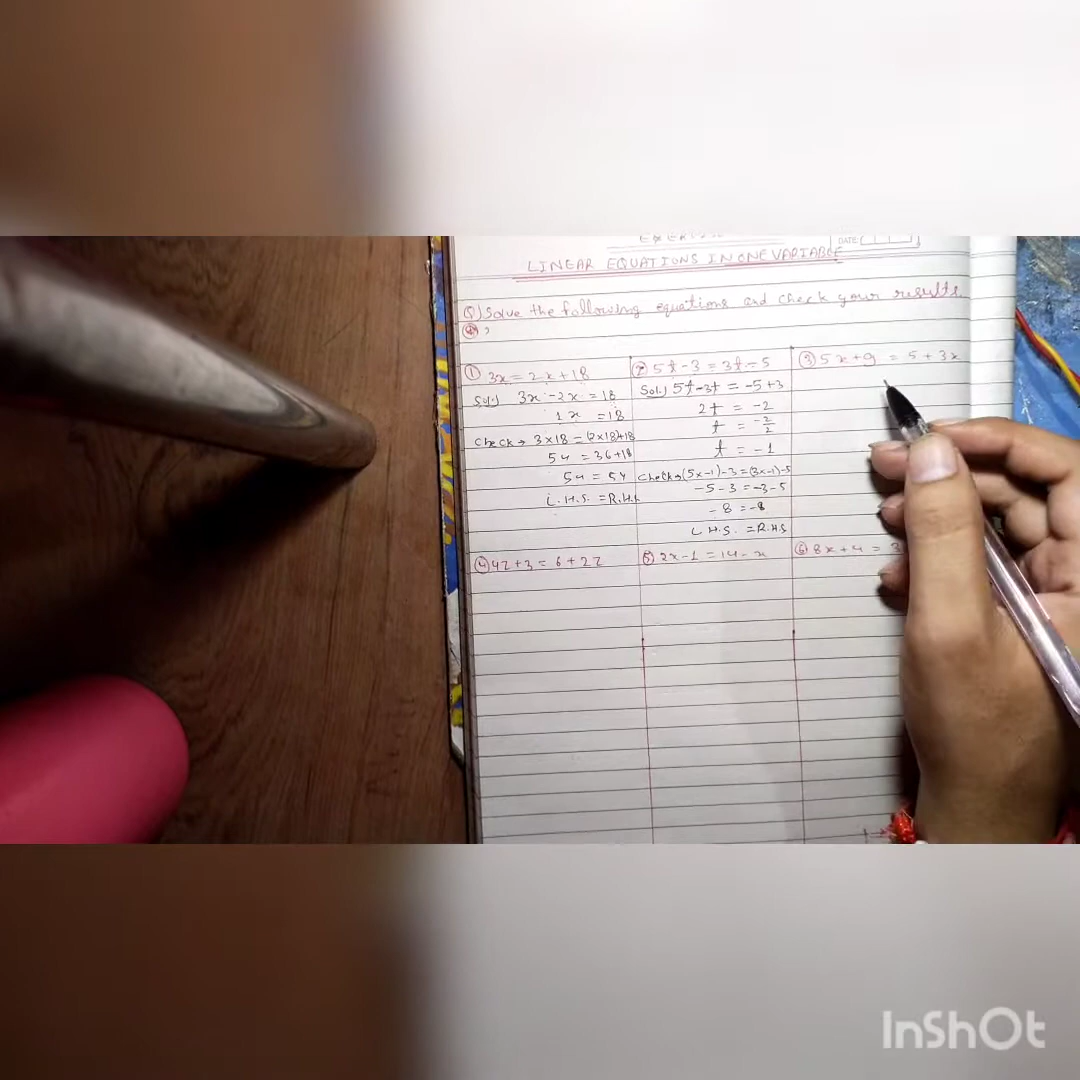 DATE:
LINEAR EQUATIONS IN ONE VARIABLE
Q) Solve the following equations and check your results.
① 3x = 2x + 18
Sol) 3x - 2x = 18
1x = 18
Check → 3 × 18 = (2 × 18) + 18
54 = 36 + 18
54 = 54
L.H.S. = R.H.S
② 5t - 3 = 3t - 5
Sol.) 5t - 3t = -5 + 3
2t = -2
t = -2/2
t = -1
Check → (5x-1) - 3 = (3x-1) - 5
-5 - 3 = -3 - 5
-8 = -8
L.H.S. = R.H.S
③ 5x + 9 = 5 + 3x
④ 4z + 3 = 6 + 2z
⑤ 2x - 1 = 14 - x
⑥ 8x + 4 = 3
InShOt